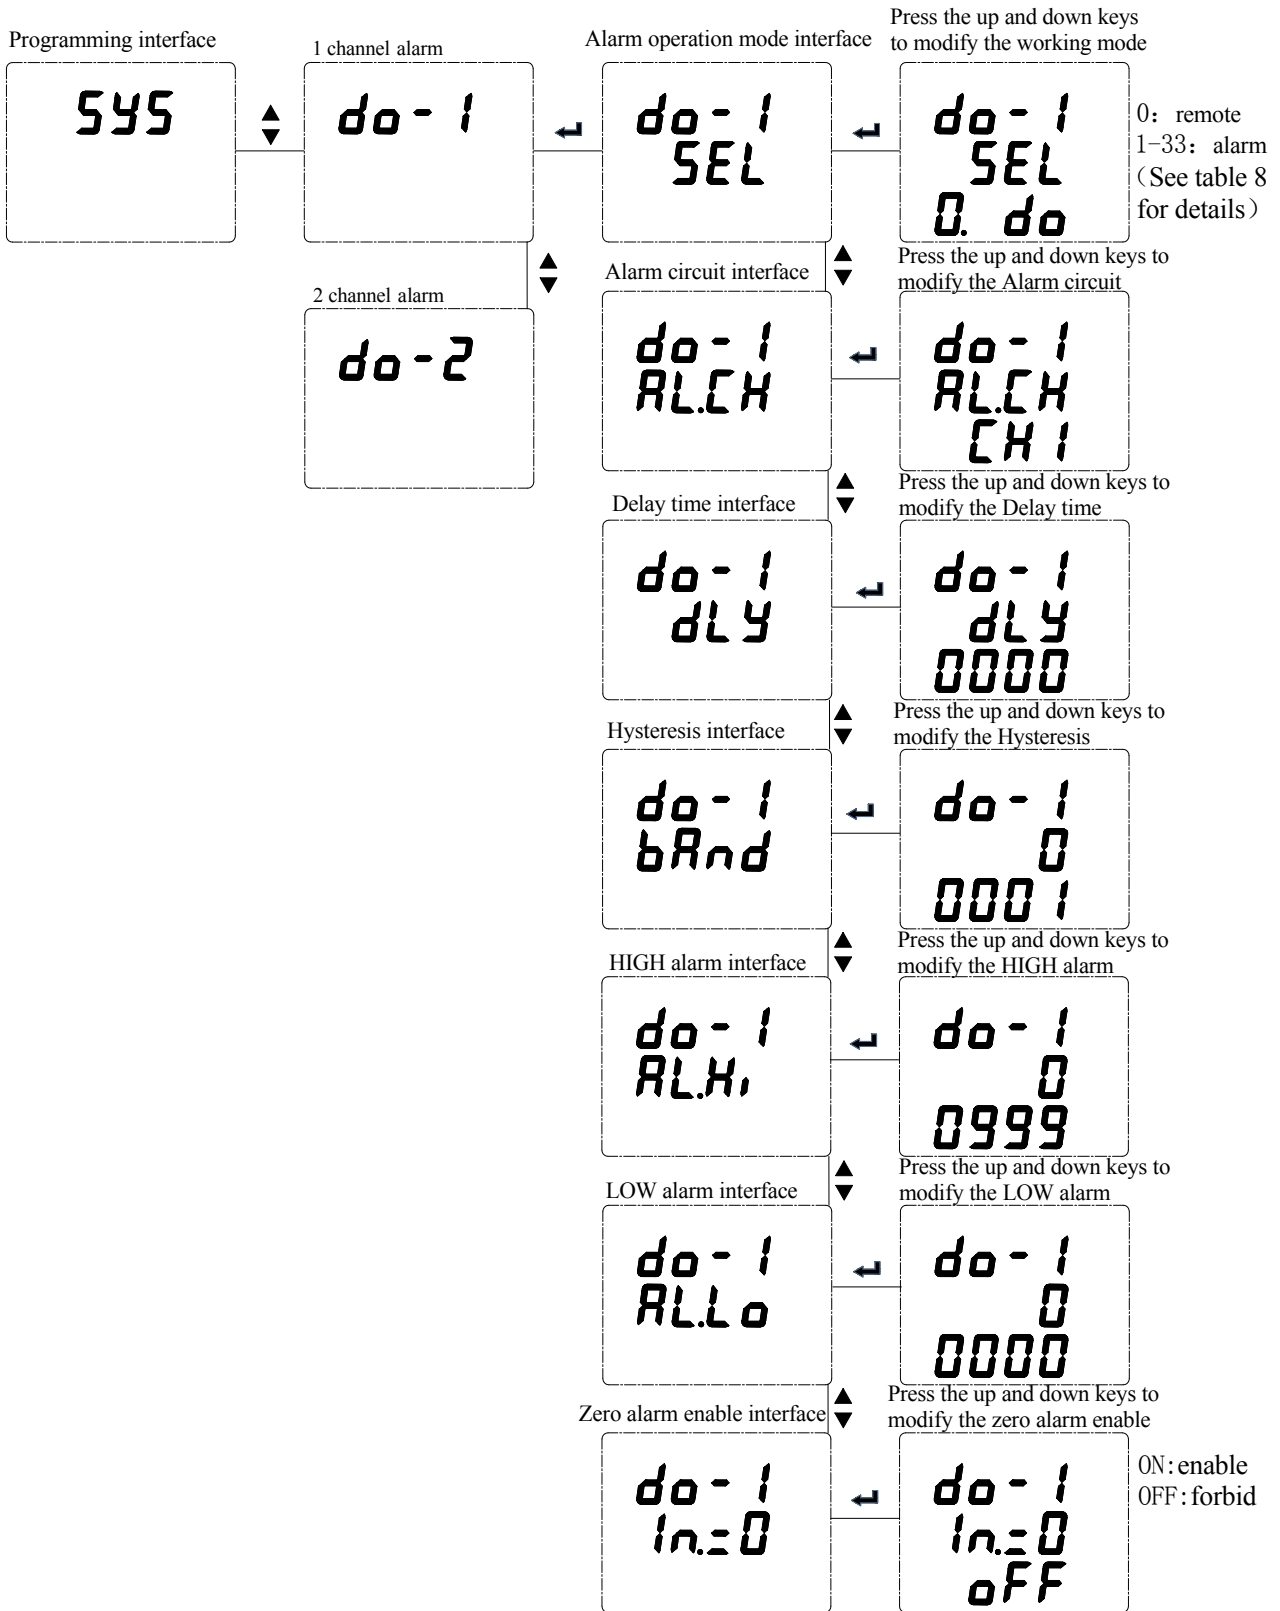 Programming interface
SYS
1 channel alarm
do-1
2 channel alarm
do-2
Alarm operation mode interface
do-1
SEL
Press the up and down keys
to modify the working mode
do-1
SEL
0. do
0: remote
1-33: alarm
(See table 8
for details)
Alarm circuit interface
do-1
AL.CH
Press the up and down keys to
modify the Alarm circuit
do-1
AL.CH
CH1
Delay time interface
do-1
dLY
Press the up and down keys to
modify the Delay time
do-1
dLY
0000
Hysteresis interface
do-1
bAnd
Press the up and down keys to
modify the Hysteresis
do-1
0
0001
HIGH alarm interface
do-1
AL.Hi
Press the up and down keys to
modify the HIGH alarm
do-1
0
0999
LOW alarm interface
do-1
AL.Lo
Press the up and down keys to
modify the LOW alarm
do-1
0
0000
Zero alarm enable interface
do-1
In.=0
Press the up and down keys to
modify the zero alarm enable
do-1
In.=0
oFF
ON:enable
OFF:forbid